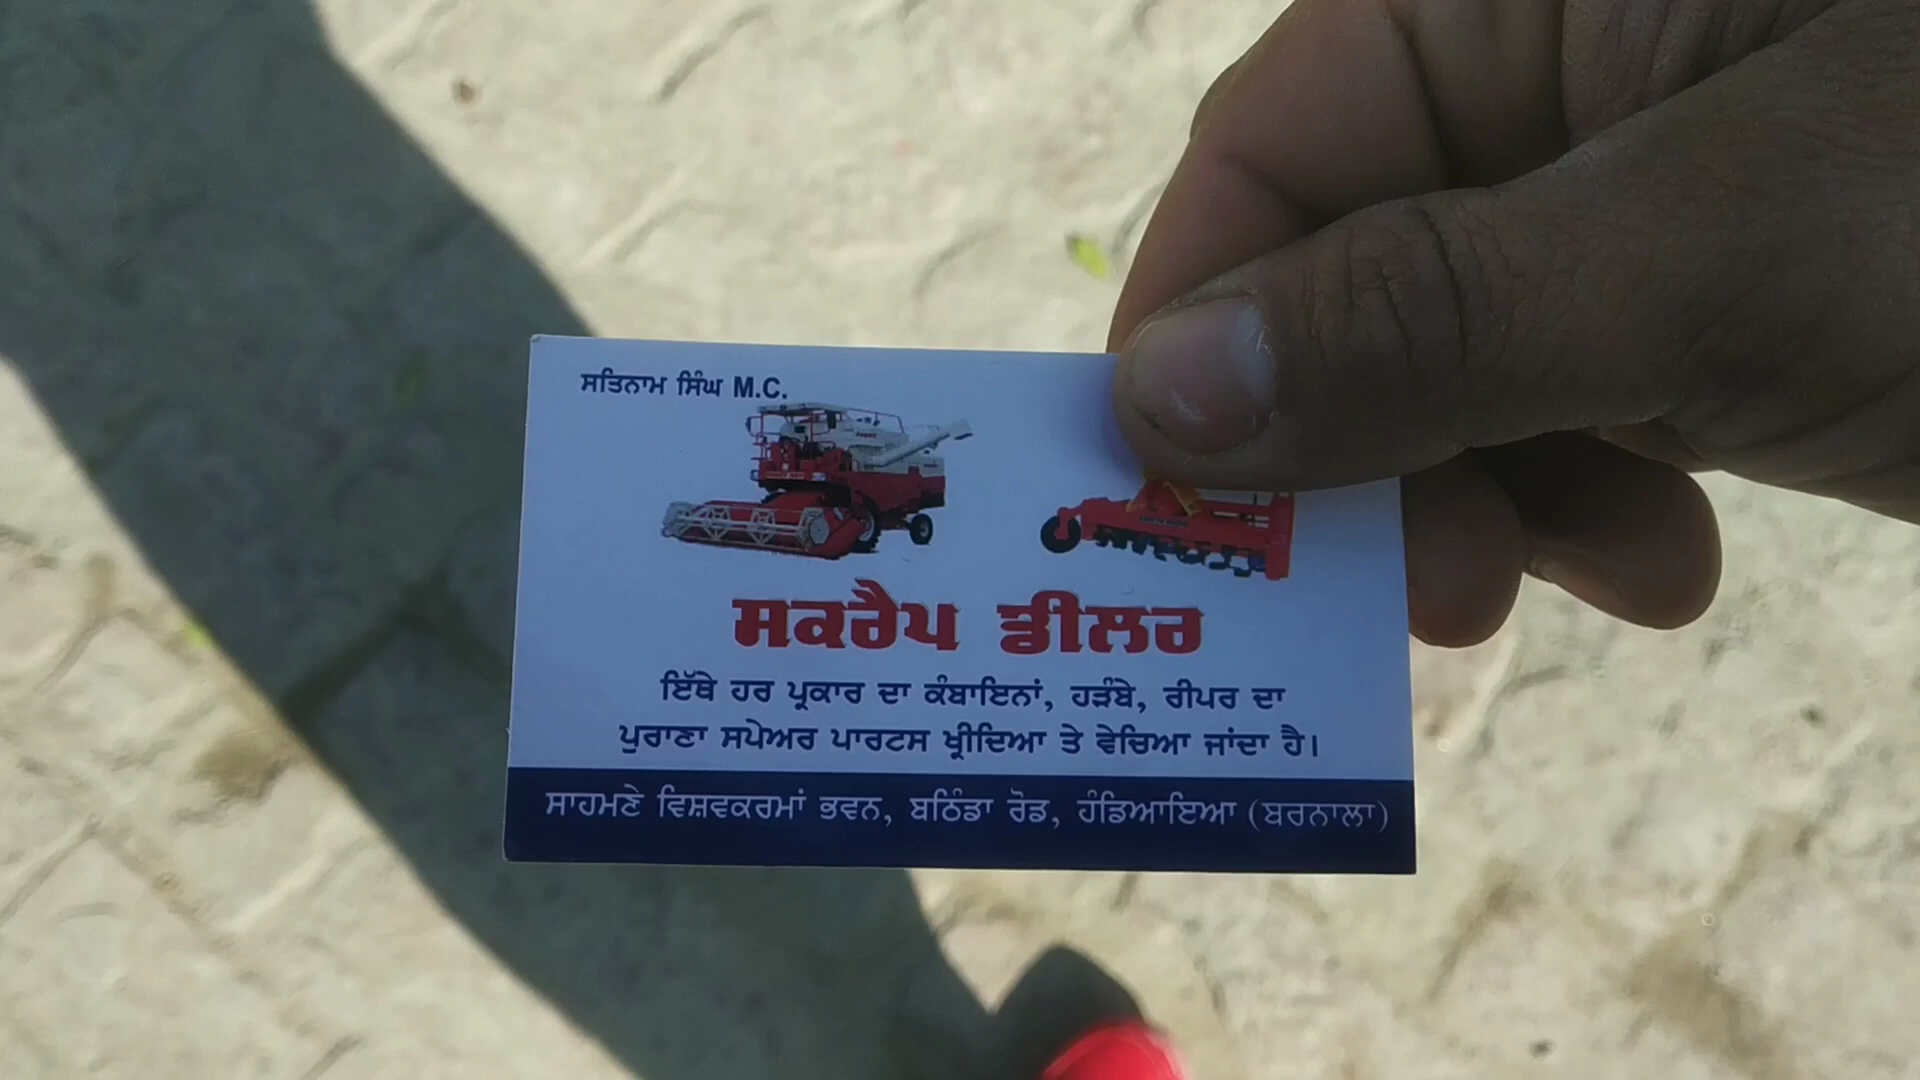 ਸਤਿਨਾਮ ਸਿੰਘ M.C.
ਸਕਰੈਪ ਡੀਲਰ
ਇੱਥੇ ਹਰ ਪ੍ਰਕਾਰ ਦਾ ਕੰਬਾਇਨਾਂ, ਹੜੰਬੇ, ਰੀਪਰ ਦਾ
ਪੁਰਾਣਾ ਸਪੇਅਰ ਪਾਰਟਸ ਖ੍ਰੀਦਿਆ ਤੇ ਵੇਚਿਆ ਜਾਂਦਾ ਹੈ।
ਸਾਹਮਣੇ ਵਿਸ਼ਵਕਰਮਾਂ ਭਵਨ, ਬਠਿੰਡਾ ਰੋਡ, ਹੰਡਿਆਇਆ (ਬਰਨਾਲਾ)